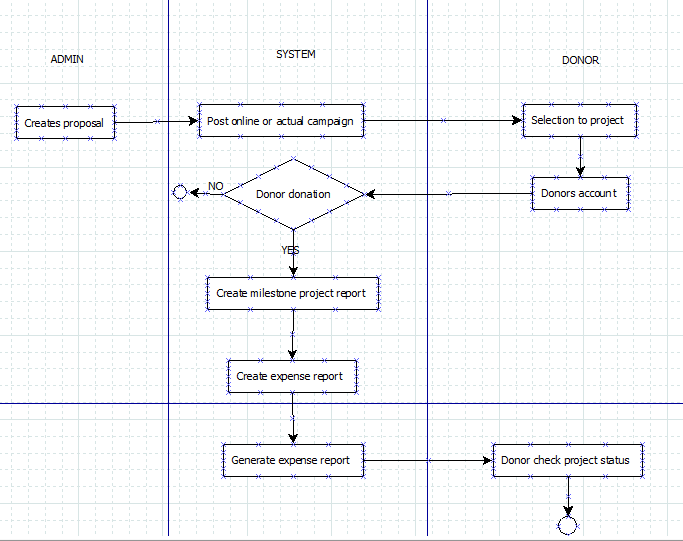 ADMIN
SYSTEM
DONOR
Creates proposal
Post online or actual campaign
Selection to project
Donors account
Donor donation
NO
YES
Create milestone project report
Create expense report
Generate expense report
Donor check project status